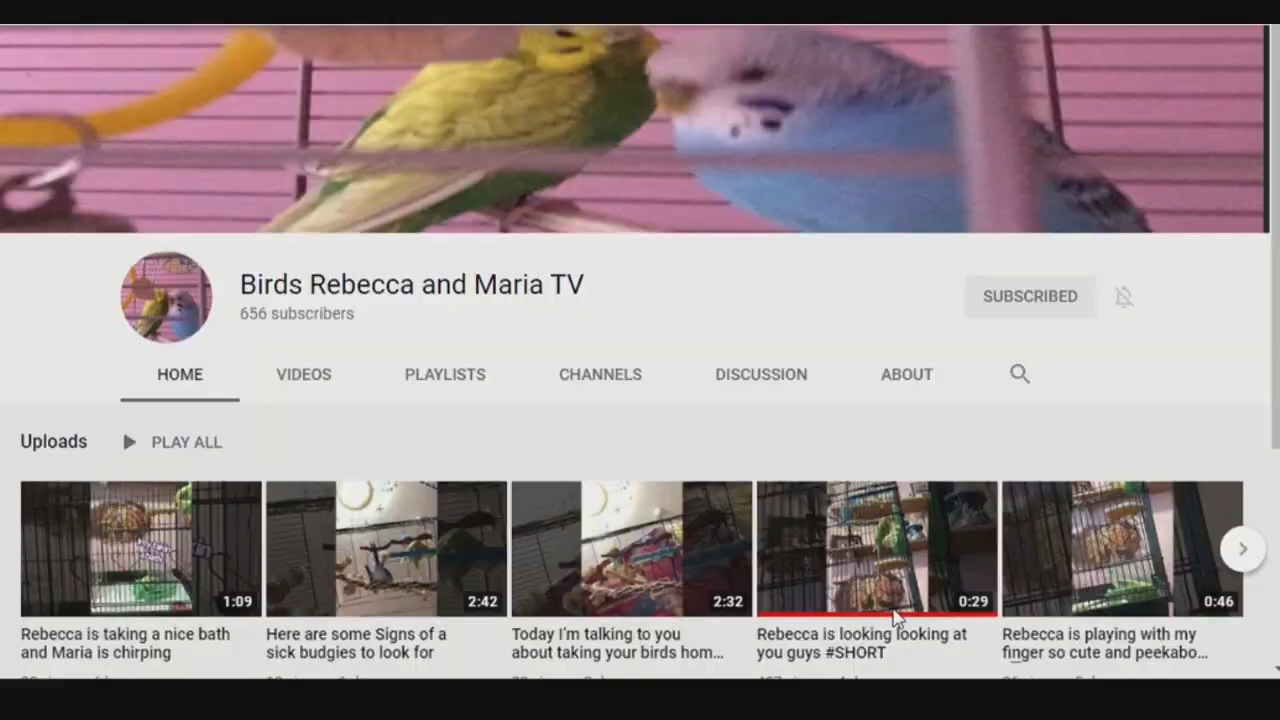 Birds Rebecca and Maria TV
656 subscribers
SUBSCRIBED
HOME
VIDEOS
PLAYLISTS
CHANNELS
DISCUSSION
ABOUT
Uploads
PLAY ALL
1:09
2:42
2:32
0:29
0:46
Rebecca is taking a nice bath
and Maria is chirping
Here are some Signs of a
sick budgies to look for
Today I'm talking to you
about taking your birds hom...
Rebecca is looking looking at
you guys #SHORT
Rebecca is playing with my
finger so cute and peekabo...